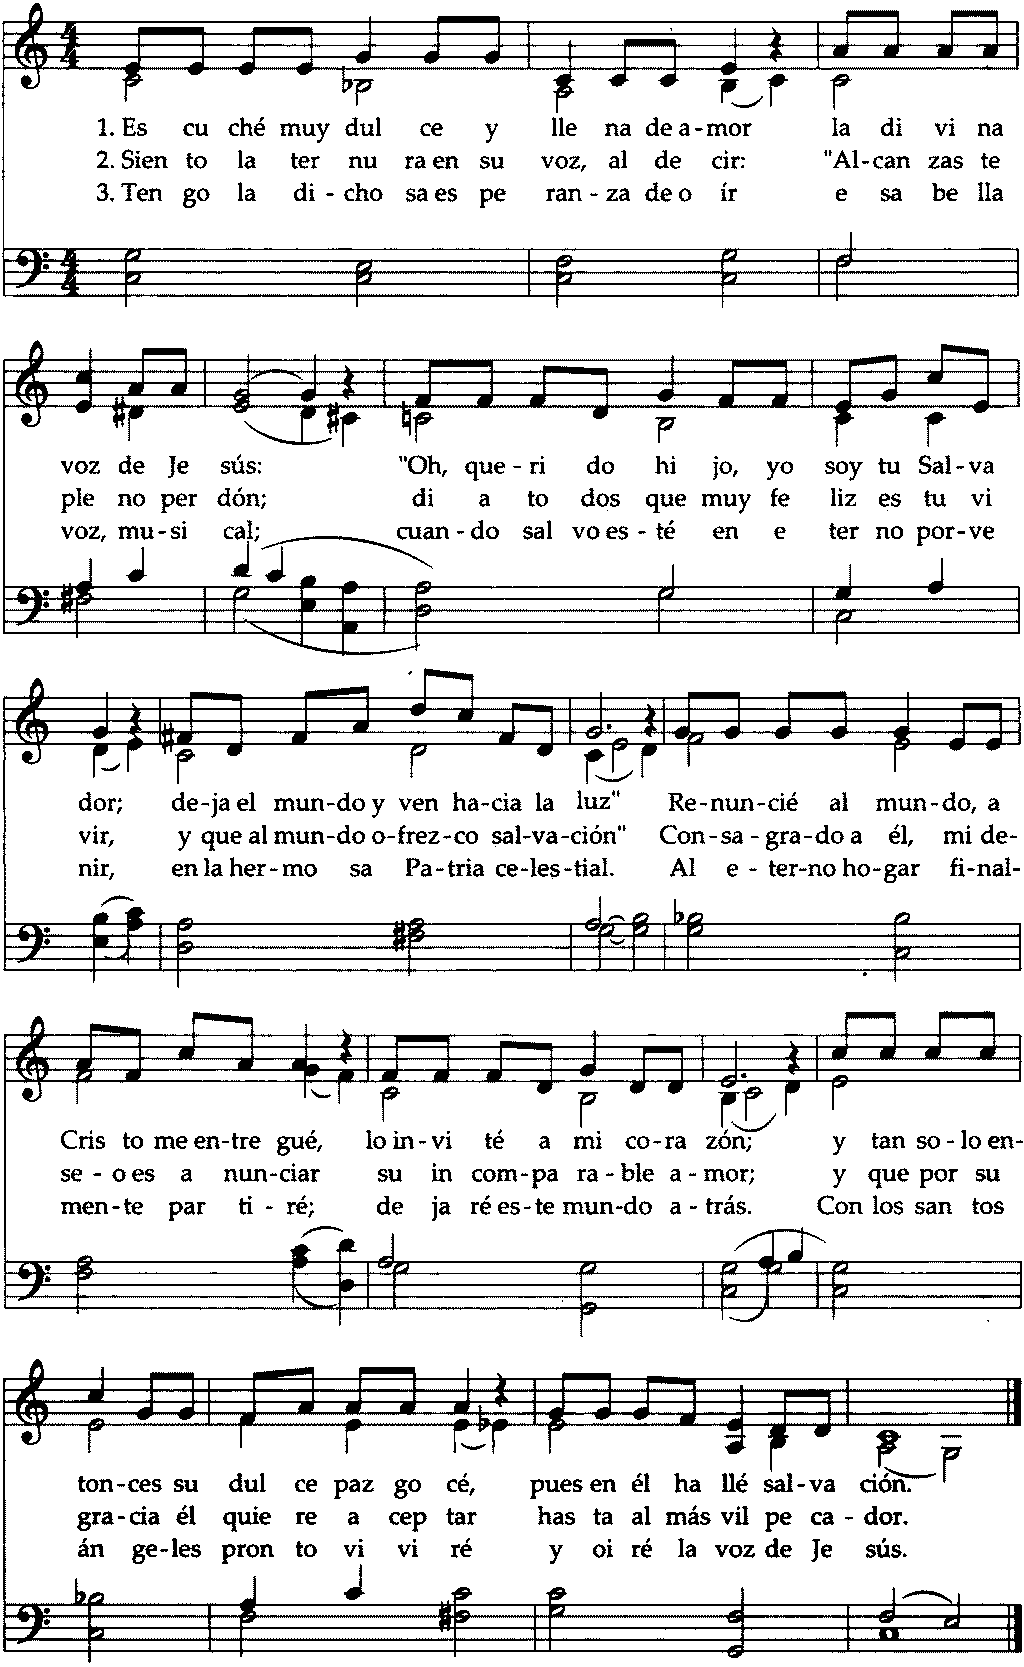 4 4
1. Es cu ché muy dul ce y lle na de a-mor la di vi na
2. Sien to la ter nu ra en su voz, al de cir: "Al-can zas te
3. Ten go la di-cho sa es pe ran-za de o ír e sa be lla
4 4
voz de Je sús: "Oh, que-ri do hi jo, yo soy tu Sal-va
ple no per dón; di a to dos que muy fe liz es tu vi
voz, mu-si cal; cuan-do sal vo es-té en e ter no por-ve
dor; de-ja el mun-do y ven ha-cia la luz" Re-nun-cié al mun-do, a
vir, y que al mun-do o-frez-co sal-va-ción" Con-sa-gra-do a él, mi de-
nir, en la her-mo sa Pa-tria ce-les-tial. Al e-ter-no ho-gar fi-nal-
Cris to me en-tre gué, lo in-vi té a mi co-ra zón; y tan so-lo en-
se-o es a nun-ciar su in com-pa ra-ble a-mor; y que por su
men-te par ti-ré; de ja ré es-te mun-do a-trás. Con los san tos
ton-ces su dul ce paz go cé, pues en él ha llé sal-va ción.
gra-cia él quie re a cep tar has ta al más vil pe ca-dor.
án ge-les pron to vi vi ré y oi ré la voz de Je sús.